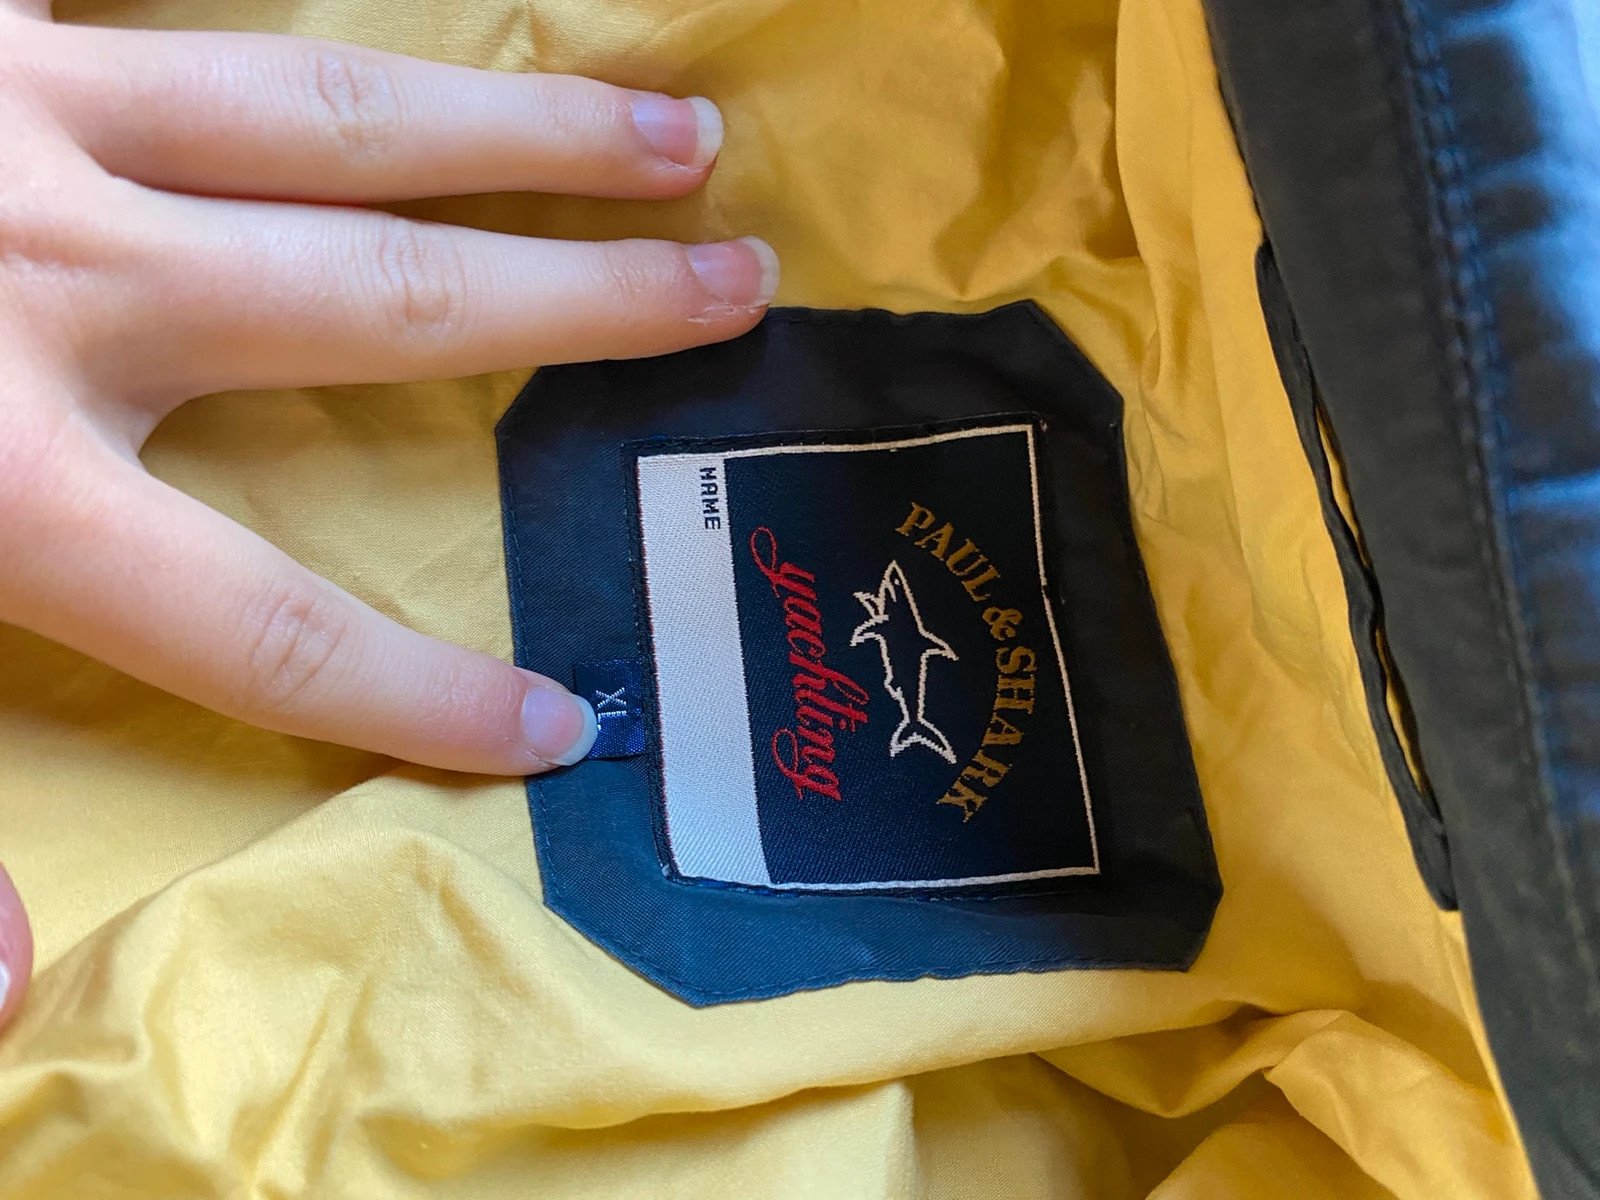 PAUL & SHARK
yachting
NAME
XL